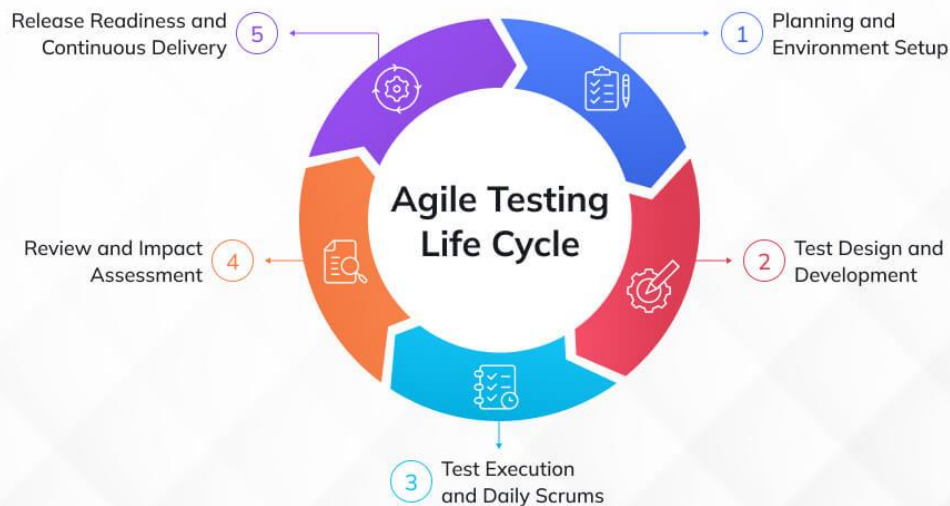 Agile Testing
Life Cycle
1
Planning and
Environment Setup
2
Test Design and
Development
3
Test Execution
and Daily Scrums
4
Review and Impact
Assessment
5
Release Readiness and
Continuous Delivery